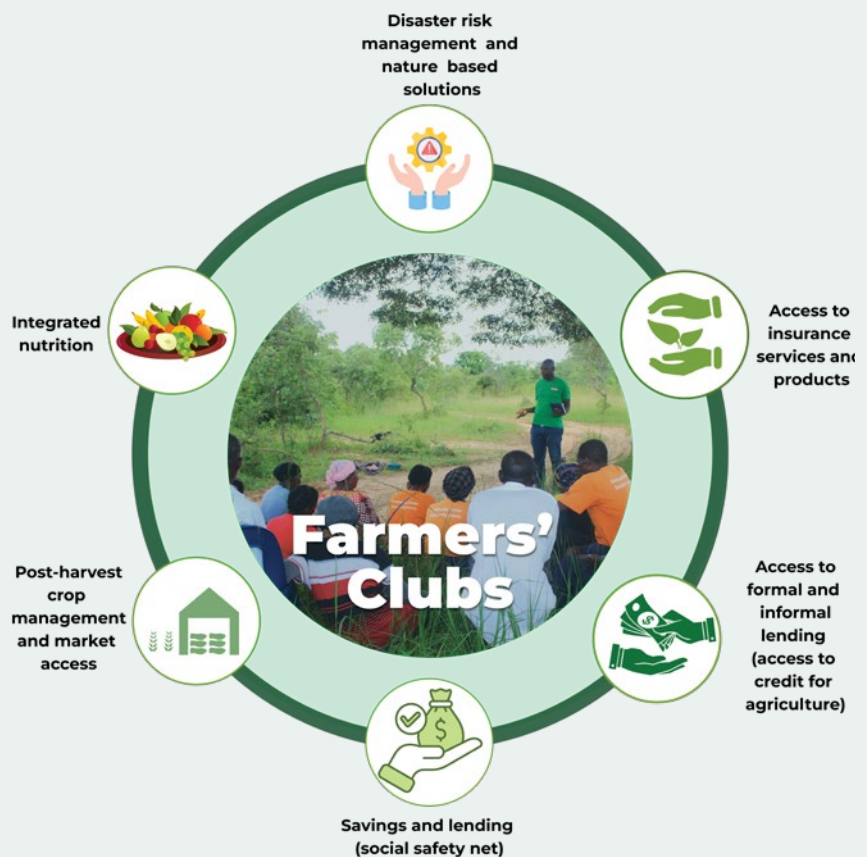 Disaster risk
management and
nature based
solutions
Access to
insurance
services and
products
Access to
formal and
informal
lending
(access to
credit for
agriculture)
Savings and lending
(social safety net)
Post-harvest
crop
management
and market
access
Integrated
nutrition
Farmers'
Clubs
$
$